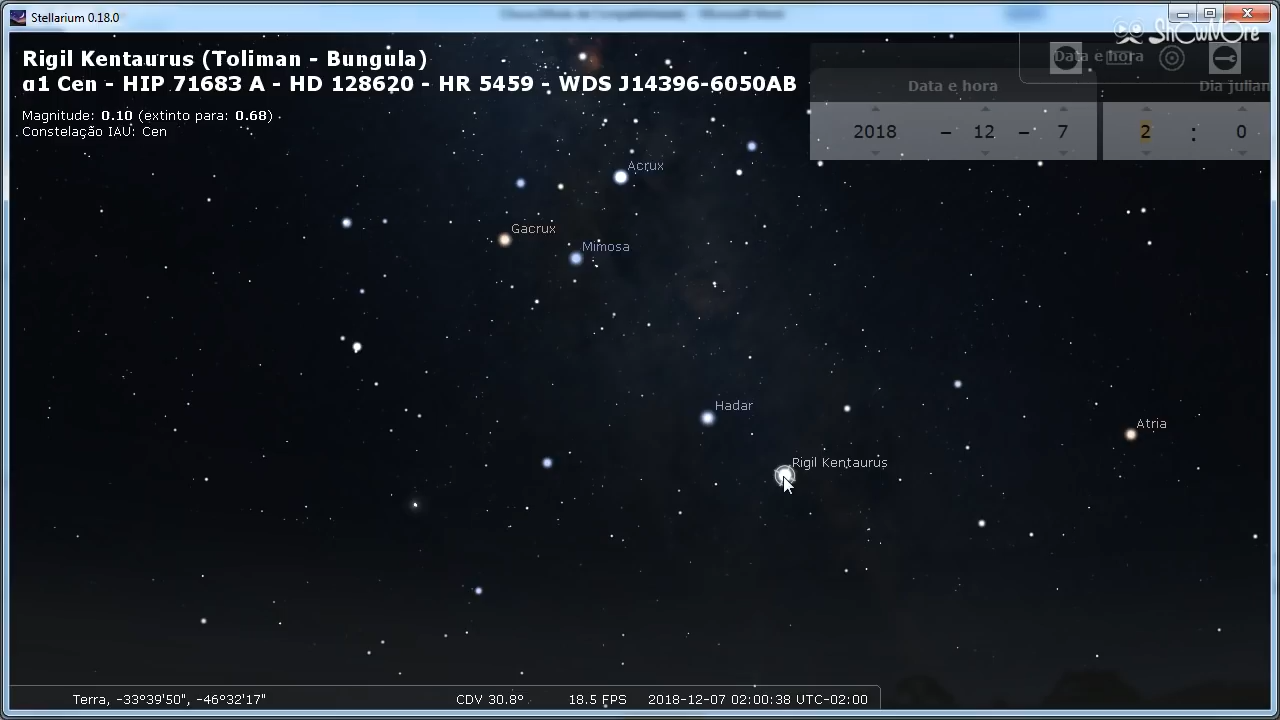 Stellarium 0.18.0
ShowMore
Rigil Kentaurus (Toliman - Bungula)
α1 Cen - HIP 71683 A - HD 128620 - HR 5459 - WDS J14396-6050AB
Magnitude: 0.10 (extinto para: 0.68)
Constelação IAU: Cen
Data e hora
Data e hora
Dia julian
2018 - 12 - 7
2 : 0
Acrux
Gacrux
Mimosa
Hadar
Atria
Rigil Kentaurus
Terra, -33°39'50", -46°32'17"
CDV 30.8°
18.5 FPS
2018-12-07 02:00:38 UTC-02:00